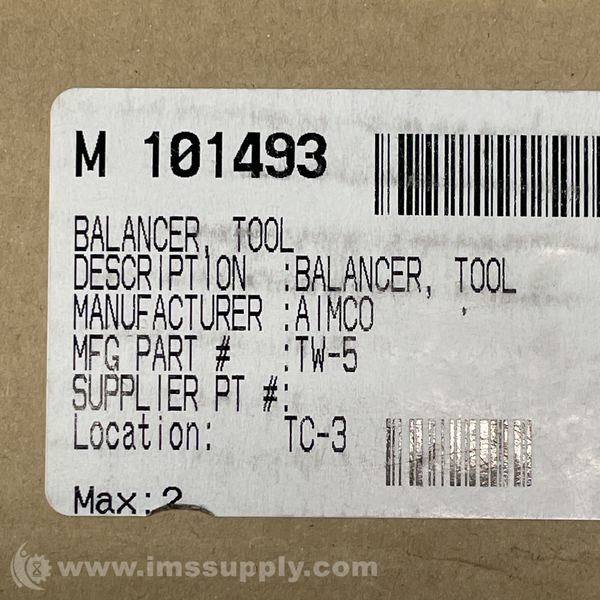 M 101493
BALANCER, TOOL
DESCRIPTION :BALANCER, TOOL
MANUFACTURER :AIMCO
MFG PART # :TW-5
SUPPLIER PT #:
Location: TC-3
Max:2
www.imssupply.com